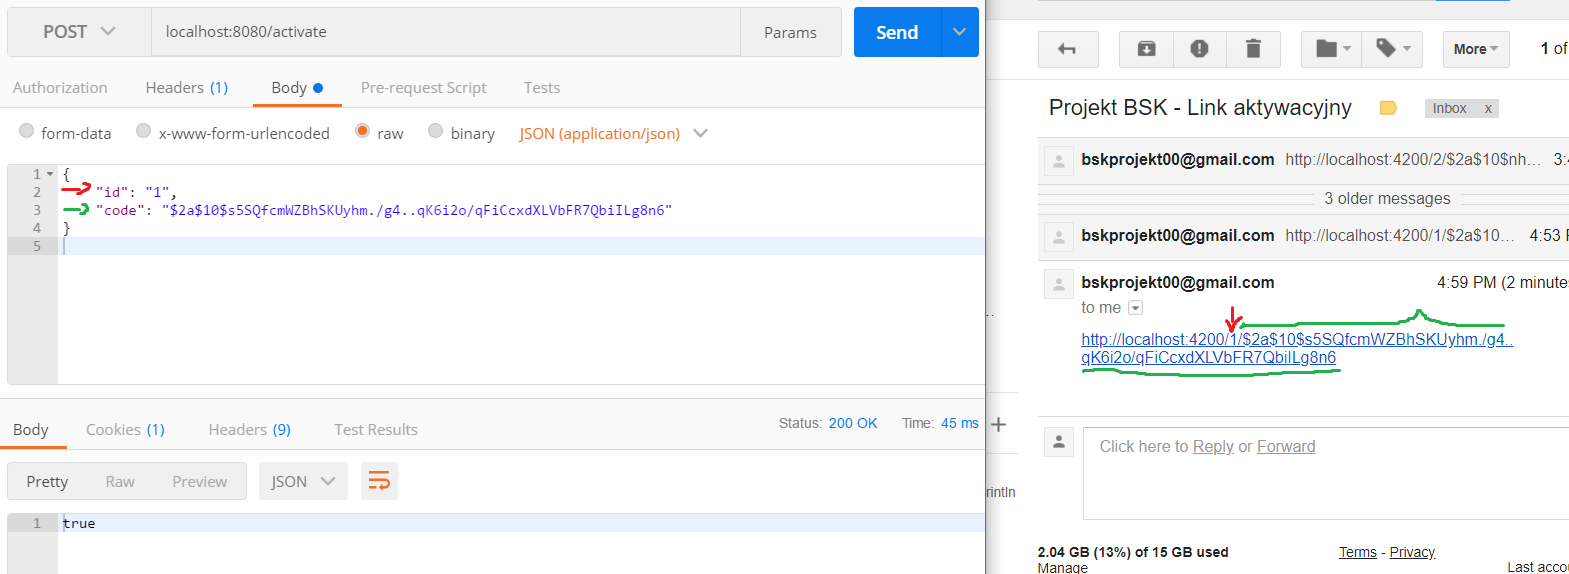 POST
localhost:8080/activate
Params
Send
Authorization
Headers (1)
Body
Pre-request Script
Tests
form-data
x-www-form-urlencoded
raw
binary
JSON (application/json)
1 {
2 "id": "1",
3 "code": "$2a$10$s5SQfcmWZBhSKUyhm./g4..qK6i2o/qFiCcxdXLVbFR7QbiILg8n6"
4 }
5
Body
Cookies (1)
Headers (9)
Test Results
Status: 200 OK
Time: 45 ms
Pretty
Raw
Preview
JSON
1 true
More
1 of
Projekt BSK - Link aktywacyjny
Inbox x
bskprojekt00@gmail.com http://localhost:4200/2/$2a$10$nh... 3:4
3 older messages
bskprojekt00@gmail.com http://localhost:4200/1/$2a$10... 4:53 P
bskprojekt00@gmail.com 4:59 PM (2 minutes
to me
http://localhost:4200/1/$2a$10$s5SQfcmWZBhSKUyhm./g4..
qK6i2o/qFiCcxdXLVbFR7QbiILg8n6
Click here to Reply or Forward
rintln
2.04 GB (13%) of 15 GB used
Manage
Terms - Privacy
Last acco